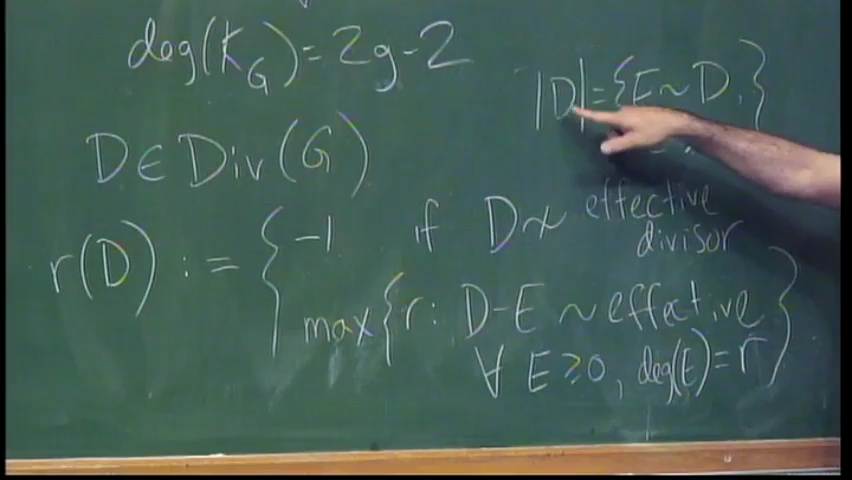 deg(K_G) = 2g-2
|D| = {E ~ D,
D ∈ Div(G)
r(D) := { -1 if D ≁ effective divisor
max{r: D-E ~ effective
∀ E ≥ 0, deg(E) = r}